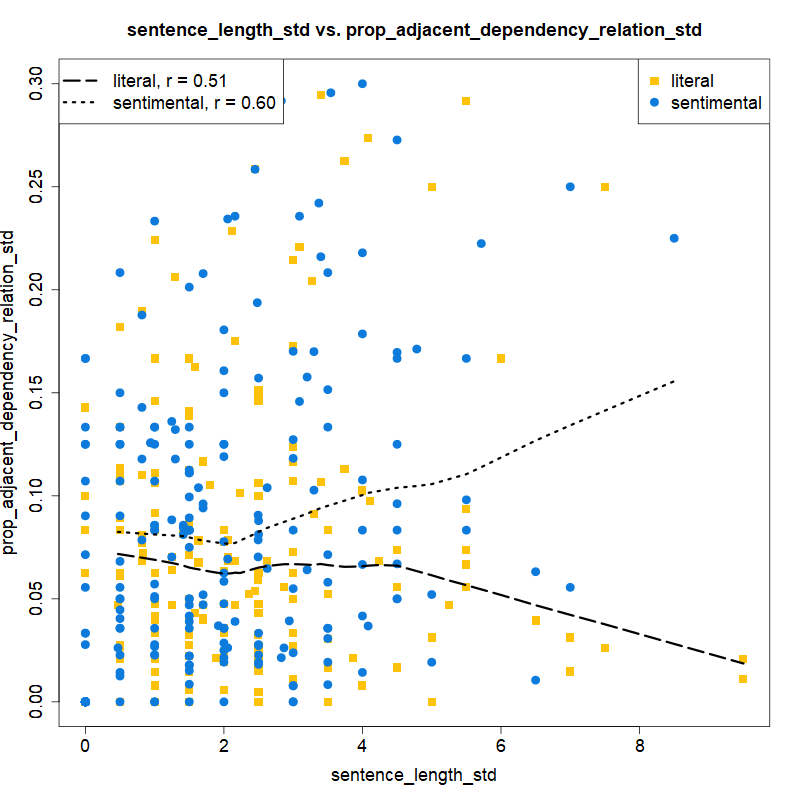 sentence_length_std vs. prop_adjacent_dependency_relation_std
literal, r = 0.51
sentimental, r = 0.60
literal
sentimental
0.30
0.25
0.20
0.15
0.10
0.05
0.00
prop_adjacent_dependency_relation_std
0 2 4 6 8
sentence_length_std